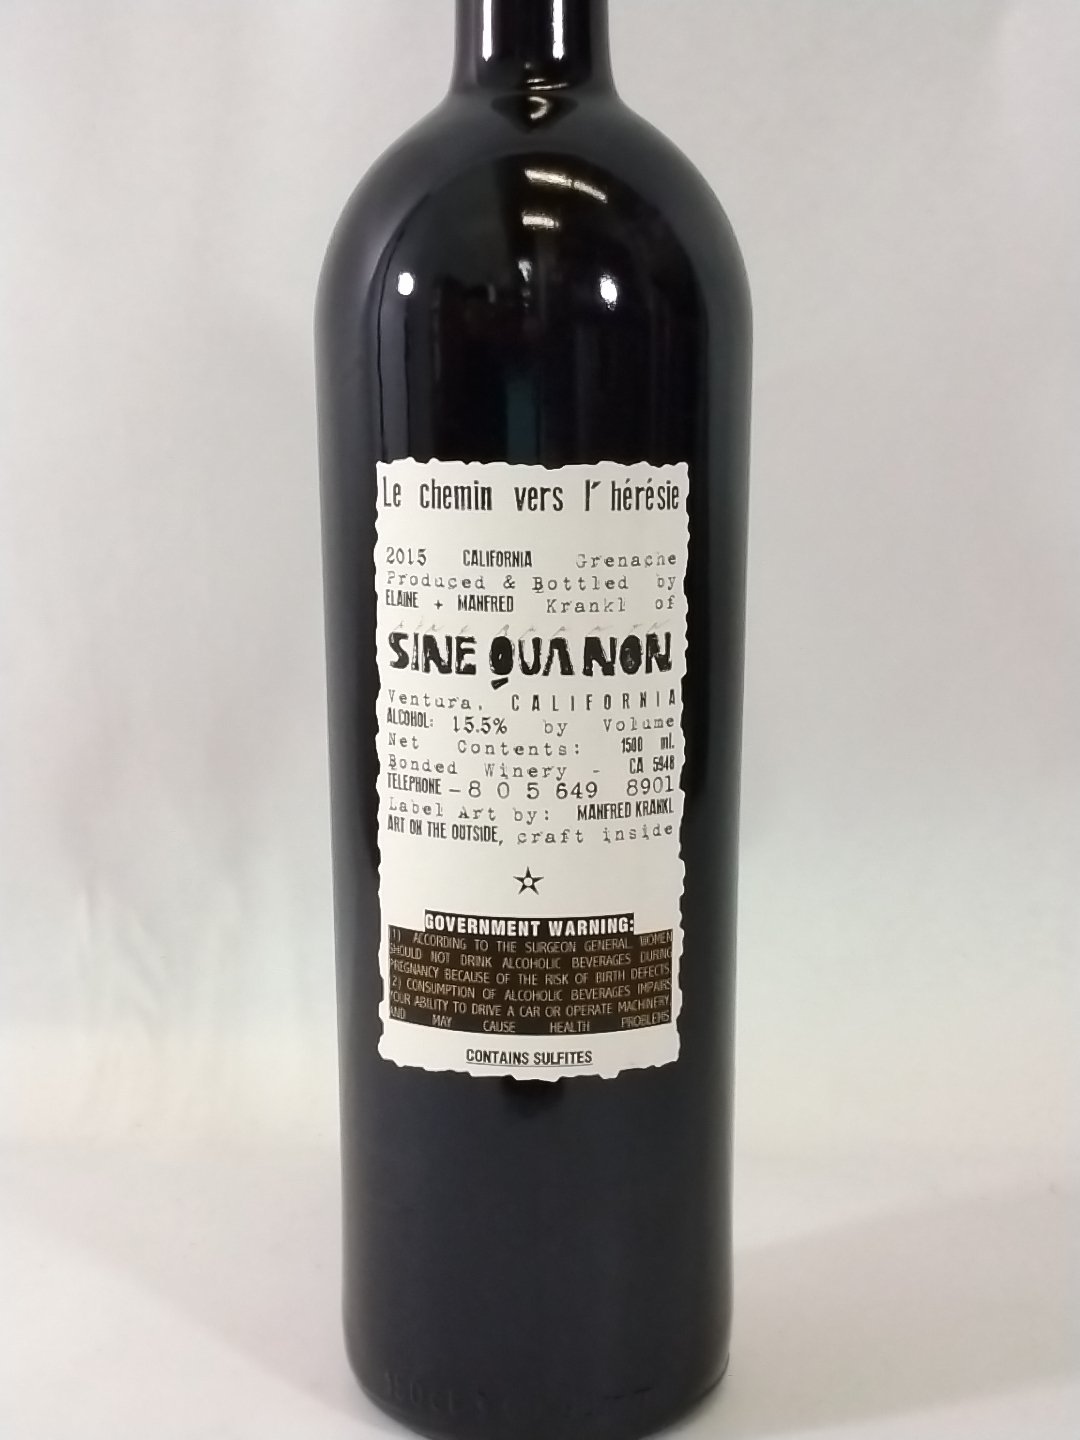 Le chemin vers l'hérésie
2015 CALIFORNIA Grenache
Produced & Bottled by
ELAINE + MANFRED Krankl of
SINE QUA NON
Ventura, CALIFORNIA
ALCOHOL: 15.5% by Volume
Net Contents: 1500 ml.
Bonded Winery - CA 5948
TELEPHONE - 805 649 8901
Label Art by: MANFRED KRANKL
ART ON THE OUTSIDE, craft inside
GOVERNMENT WARNING:
1) ACCORDING TO THE SURGEON GENERAL WOMEN
SHOULD NOT DRINK ALCOHOLIC BEVERAGES DURING
PREGNANCY BECAUSE OF THE RISK OF BIRTH DEFECTS.
2) CONSUMPTION OF ALCOHOLIC BEVERAGES IMPAIRS
YOUR ABILITY TO DRIVE A CAR OR OPERATE MACHINERY,
AND MAY CAUSE HEALTH PROBLEMS
CONTAINS SULFITES